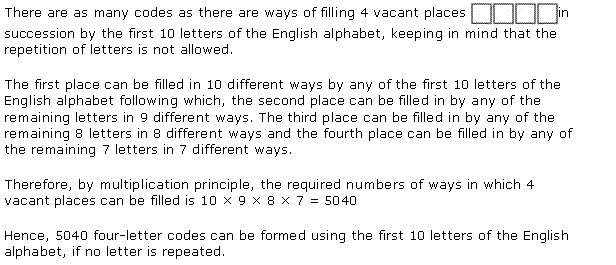 There are as many codes as there are ways of filling 4 vacant places in
succession by the first 10 letters of the English alphabet, keeping in mind that the
repetition of letters is not allowed.
The first place can be filled in 10 different ways by any of the first 10 letters of the
English alphabet following which, the second place can be filled in by any of the
remaining letters in 9 different ways. The third place can be filled in by any of the
remaining 8 letters in 8 different ways and the fourth place can be filled in by any of
the remaining 7 letters in 7 different ways.
Therefore, by multiplication principle, the required numbers of ways in which 4
vacant places can be filled is 10 × 9 × 8 × 7 = 5040
Hence, 5040 four-letter codes can be formed using the first 10 letters of the English
alphabet, if no letter is repeated.